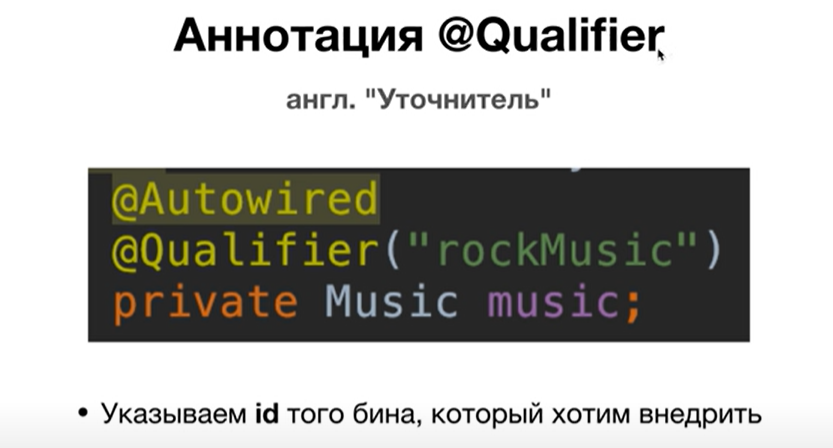 Аннотация @Qualifier
англ. "Уточнитель"
@Autowired
@Qualifier("rockMusic")
private Music music;
• Указываем id того бина, который хотим внедрить